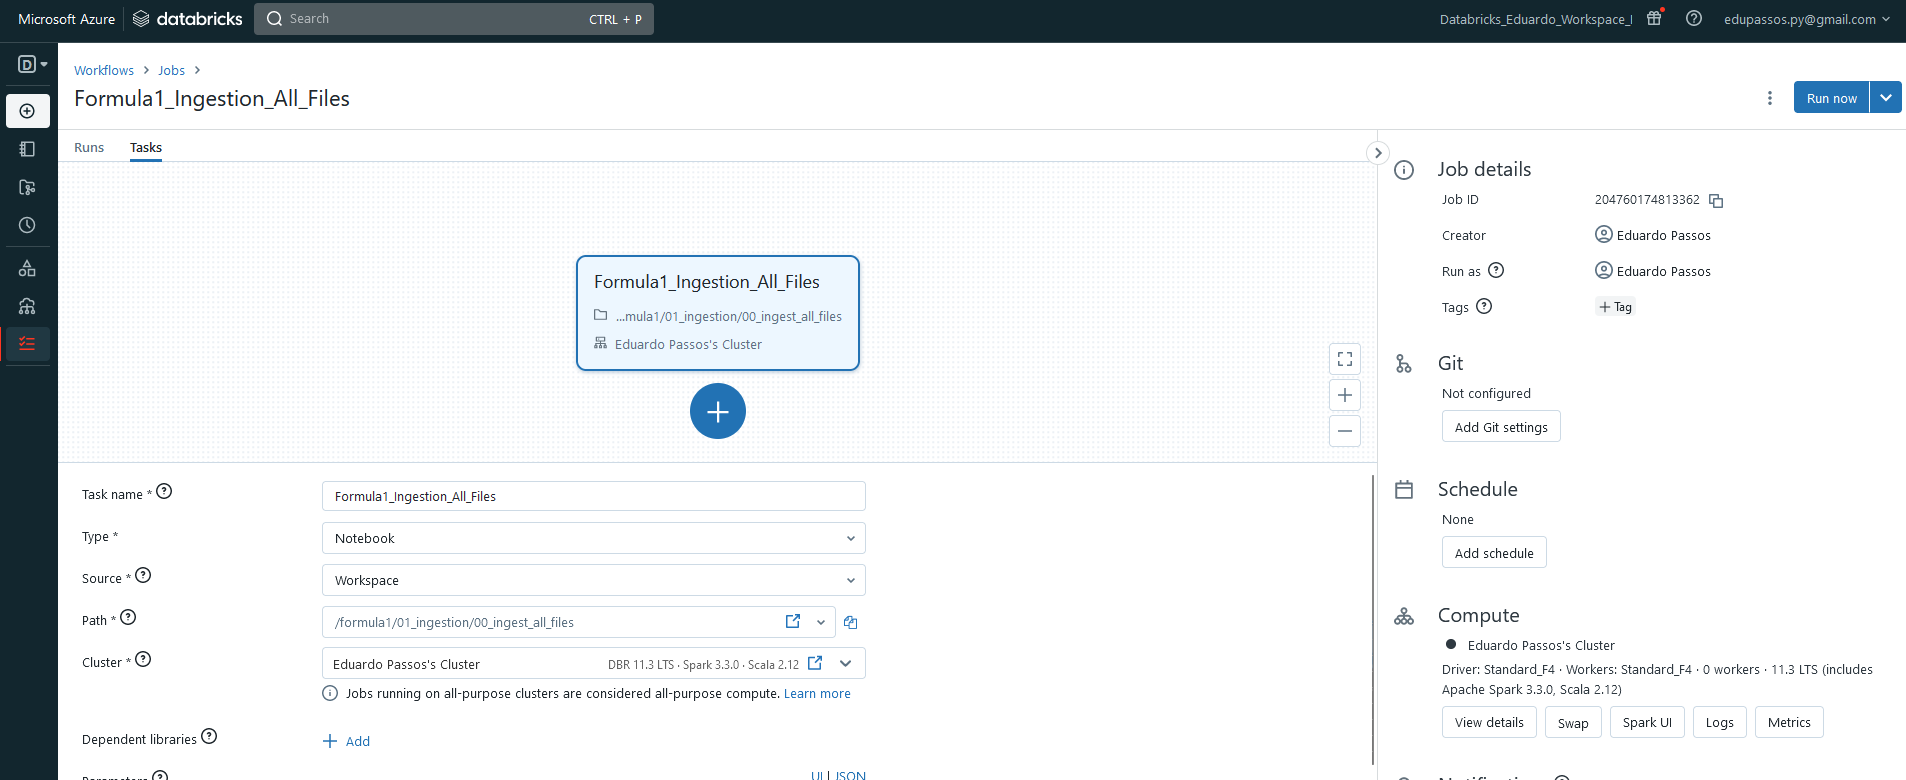 Microsoft Azure databricks Search CTRL + P Databricks_Eduardo_Workspace_ edupassos.py@gmail.com
D
Workflows > Jobs >
Formula1_Ingestion_All_Files
Run now
Runs Tasks
Formula1_Ingestion_All_Files
...mula1/01_ingestion/00_ingest_all_files
Eduardo Passos's Cluster
Task name * Formula1_Ingestion_All_Files
Type * Notebook
Source * Workspace
Path * /formula1/01_ingestion/00_ingest_all_files
Cluster * Eduardo Passos's Cluster DBR 11.3 LTS · Spark 3.3.0 · Scala 2.12
Jobs running on all-purpose clusters are considered all-purpose compute. Learn more
Dependent libraries + Add
Parameters UI | JSON
Job details
Job ID 204760174813362
Creator Eduardo Passos
Run as Eduardo Passos
Tags + Tag
Git
Not configured
Add Git settings
Schedule
None
Add schedule
Compute
Eduardo Passos's Cluster
Driver: Standard_F4 · Workers: Standard_F4 · 0 workers · 11.3 LTS (includes
Apache Spark 3.3.0, Scala 2.12)
View details Swap Spark UI Logs Metrics